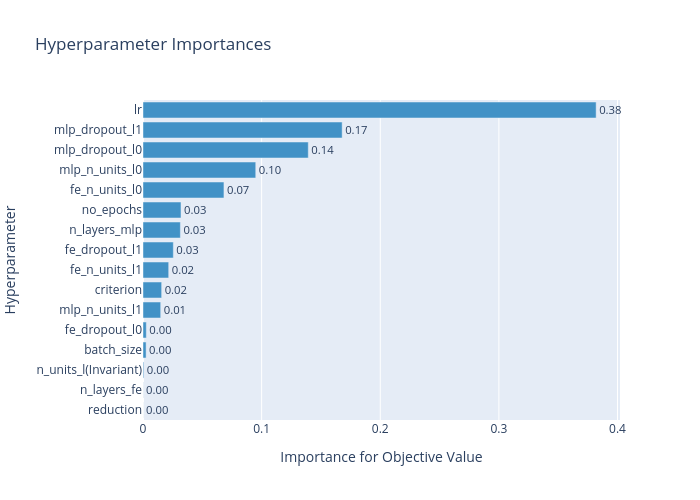 Hyperparameter Importances
Hyperparameter
lr 0.38
mlp_dropout_l1 0.17
mlp_dropout_l0 0.14
mlp_n_units_l0 0.10
fe_n_units_l0 0.07
no_epochs 0.03
n_layers_mlp 0.03
fe_dropout_l1 0.03
fe_n_units_l1 0.02
criterion 0.02
mlp_n_units_l1 0.01
fe_dropout_l0 0.00
batch_size 0.00
n_units_l(Invariant) 0.00
n_layers_fe 0.00
reduction 0.00
0 0.1 0.2 0.3 0.4
Importance for Objective Value